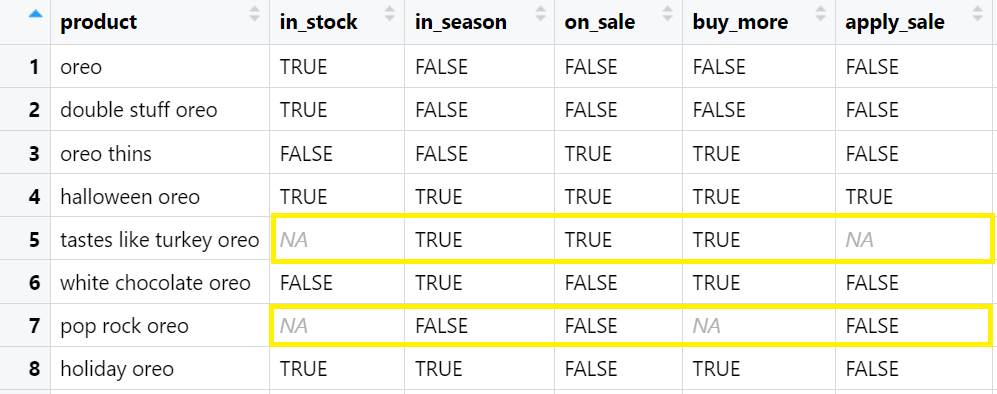 product in_stock in_season on_sale buy_more apply_sale
1 oreo TRUE FALSE FALSE FALSE FALSE
2 double stuff oreo TRUE FALSE FALSE FALSE FALSE
3 oreo thins FALSE FALSE TRUE TRUE FALSE
4 halloween oreo TRUE TRUE TRUE TRUE TRUE
5 tastes like turkey oreo NA TRUE TRUE TRUE NA
6 white chocolate oreo FALSE TRUE FALSE TRUE FALSE
7 pop rock oreo NA FALSE FALSE NA FALSE
8 holiday oreo TRUE TRUE FALSE TRUE FALSE